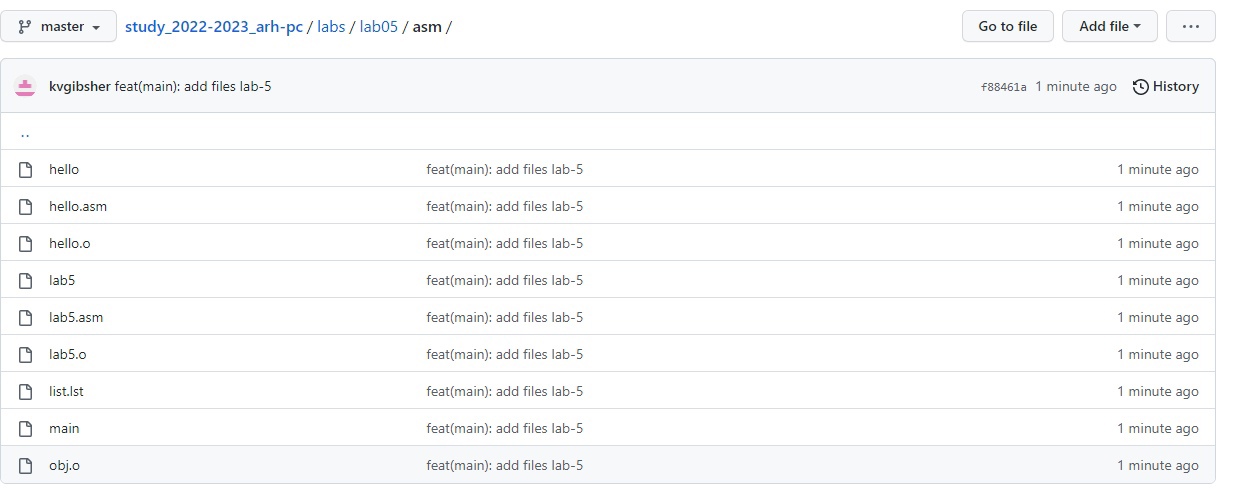 master study_2022-2023_arh-pc / labs / lab05 / asm / Go to file Add file ...
kvgibsher feat(main): add files lab-5 f88461a 1 minute ago History
..
hello feat(main): add files lab-5 1 minute ago
hello.asm feat(main): add files lab-5 1 minute ago
hello.o feat(main): add files lab-5 1 minute ago
lab5 feat(main): add files lab-5 1 minute ago
lab5.asm feat(main): add files lab-5 1 minute ago
lab5.o feat(main): add files lab-5 1 minute ago
list.lst feat(main): add files lab-5 1 minute ago
main feat(main): add files lab-5 1 minute ago
obj.o feat(main): add files lab-5 1 minute ago